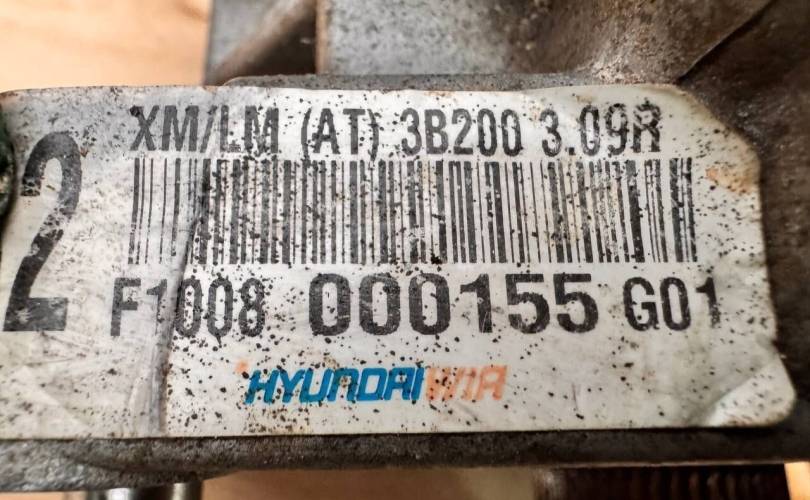 XM/LM (AT) 3B200 3.09R
2
F1008 000155 G01
HYUNDAI WIA